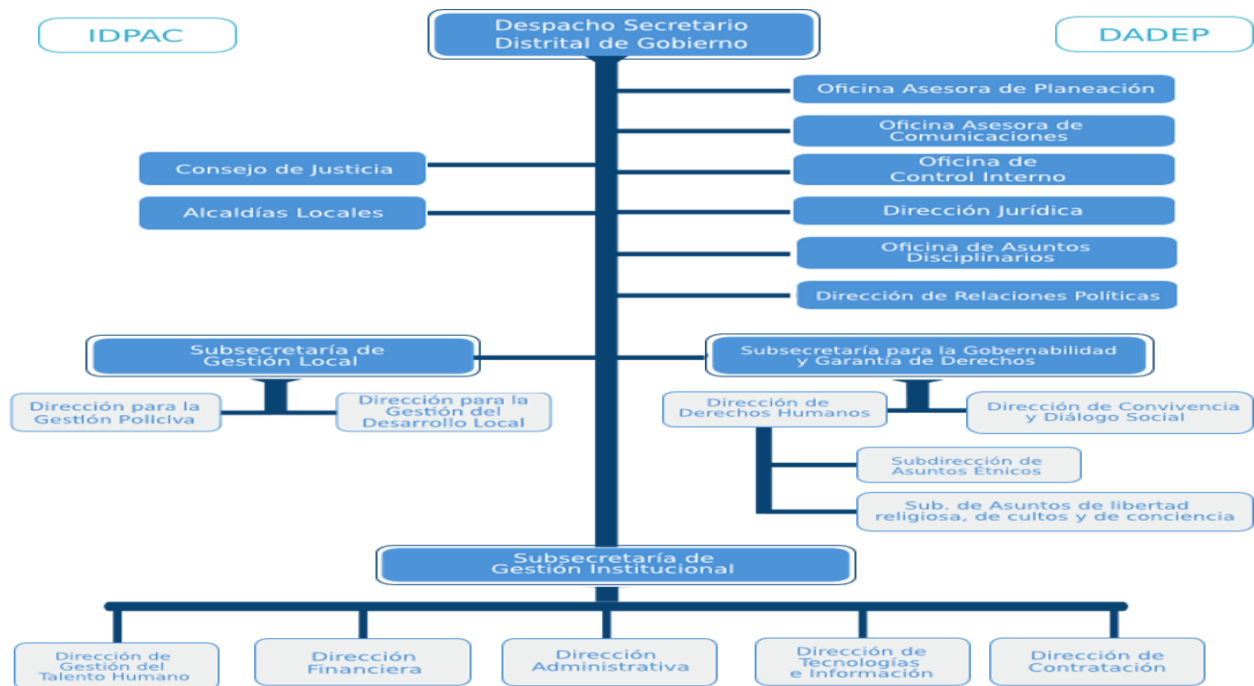 IDPAC
Despacho Secretario
Distrital de Gobierno
DADEP
Oficina Asesora de Planeación
Oficina Asesora de
Comunicaciones
Consejo de Justicia
Oficina de
Control Interno
Alcaldías Locales
Dirección Jurídica
Oficina de Asuntos
Disciplinarios
Dirección de Relaciones Políticas
Subsecretaría de
Gestión Local
Subsecretaría para la Gobernabilidad
y Garantía de Derechos
Dirección para la
Gestión Policiva
Dirección para la
Gestión del
Desarrollo Local
Dirección de
Derechos Humanos
Dirección de Convivencia
y Diálogo Social
Subdirección de
Asuntos Étnicos
Sub. de Asuntos de libertad
religiosa, de cultos y de conciencia
Subsecretaría de
Gestión Institucional
Dirección de
Gestión del
Talento Humano
Dirección
Financiera
Dirección
Administrativa
Dirección de
Tecnologías
e Información
Dirección de
Contratación